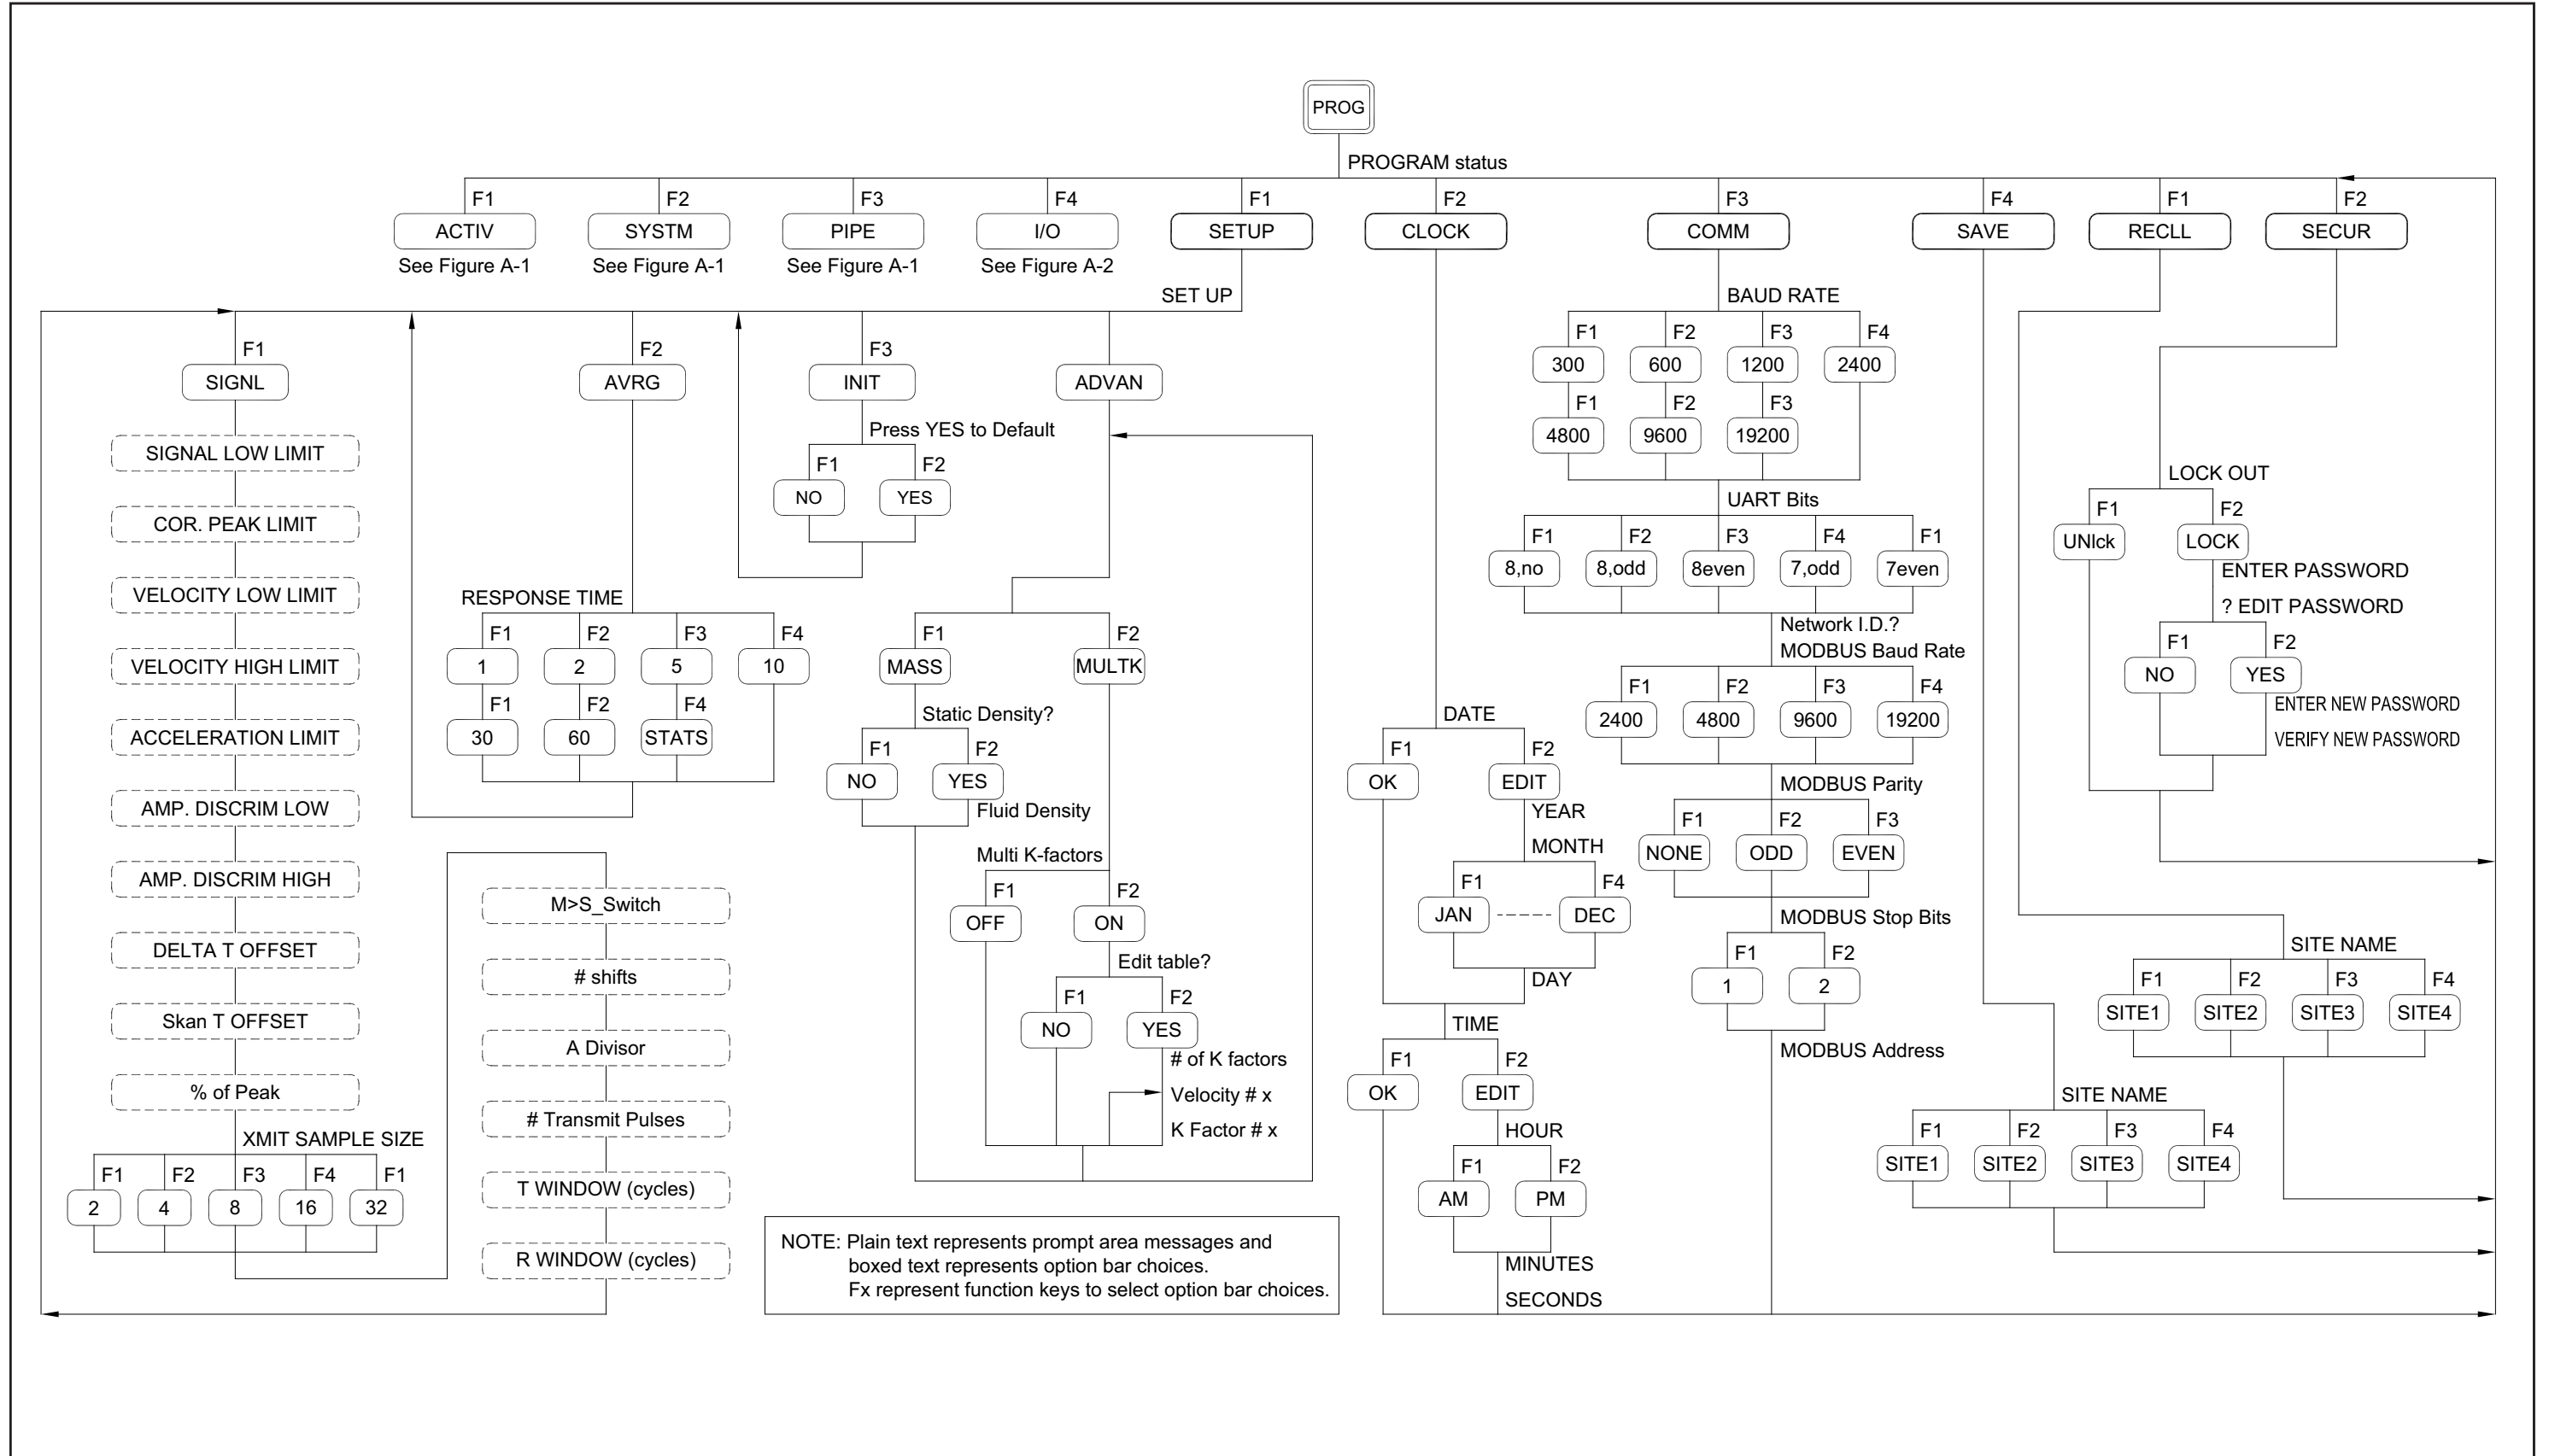 PROG
PROGRAM status
F1 F2 F3 F4 F1 F2 F3 F4 F1 F2
ACTIV SYSTM PIPE I/O SETUP CLOCK COMM SAVE RECLL SECUR
See Figure A-1 See Figure A-1 See Figure A-1 See Figure A-2
SET UP
F1 F2 F3
SIGNL AVRG INIT ADVAN
SIGNAL LOW LIMIT
COR. PEAK LIMIT
VELOCITY LOW LIMIT
VELOCITY HIGH LIMIT
ACCELERATION LIMIT
AMP. DISCRIM LOW
AMP. DISCRIM HIGH
DELTA T OFFSET
Skan T OFFSET
% of Peak
XMIT SAMPLE SIZE
F1 F2 F3 F4 F1
2 4 8 16 32
M>S_Switch
# shifts
A Divisor
# Transmit Pulses
T WINDOW (cycles)
R WINDOW (cycles)
RESPONSE TIME
F1 F2 F3 F4
1 2 5 10
F1 F2 F4
30 60 STATS
Press YES to Default
F1 F2
NO YES
F1 F2
MASS MULTK
Static Density?
F1 F2
NO YES
Fluid Density
Multi K-factors
F1 F2
OFF ON
Edit table?
F1 F2
NO YES
# of K factors
Velocity # x
K Factor # x
NOTE: Plain text represents prompt area messages and
boxed text represents option bar choices.
Fx represent function keys to select option bar choices.
DATE
F1 F2
OK EDIT
YEAR
MONTH
F1 F4
JAN DEC
DAY
TIME
F1 F2
OK EDIT
HOUR
F1 F2
AM PM
MINUTES
SECONDS
BAUD RATE
F1 F2 F3 F4
300 600 1200 2400
F1 F2 F3
4800 9600 19200
UART Bits
F1 F2 F3 F4 F1
8,no 8,odd 8even 7,odd 7even
Network I.D.?
MODBUS Baud Rate
F1 F2 F3 F4
2400 4800 9600 19200
MODBUS Parity
F1 F2 F3
NONE ODD EVEN
MODBUS Stop Bits
F1 F2
1 2
MODBUS Address
SITE NAME
F1 F2 F3 F4
SITE1 SITE2 SITE3 SITE4
SITE NAME
F1 F2 F3 F4
SITE1 SITE2 SITE3 SITE4
LOCK OUT
F1 F2
UNlck LOCK
ENTER PASSWORD
? EDIT PASSWORD
F1 F2
NO YES
ENTER NEW PASSWORD
VERIFY NEW PASSWORD